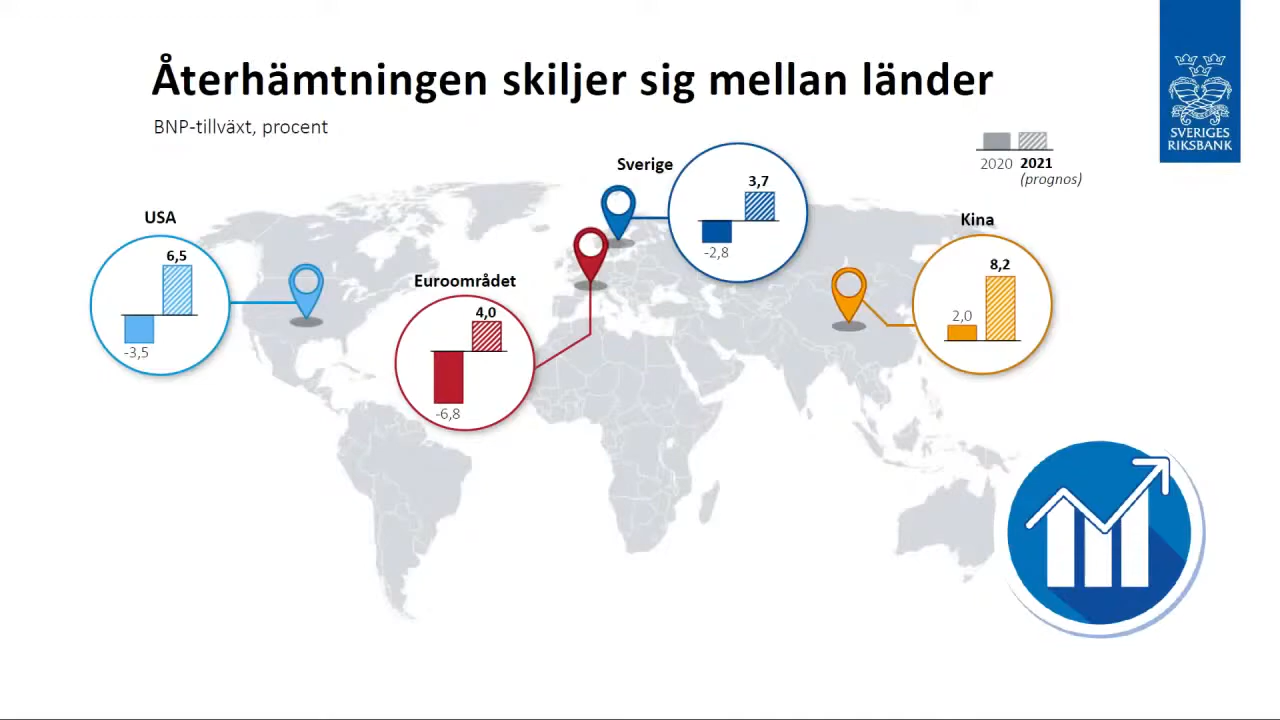 Återhämtningen skiljer sig mellan länder
BNP-tillväxt, procent
SVERIGES
RIKSBANK
2020 2021
(prognos)
USA
6,5
-3,5
Euroområdet
4,0
-6,8
Sverige
3,7
-2,8
Kina
8,2
2,0